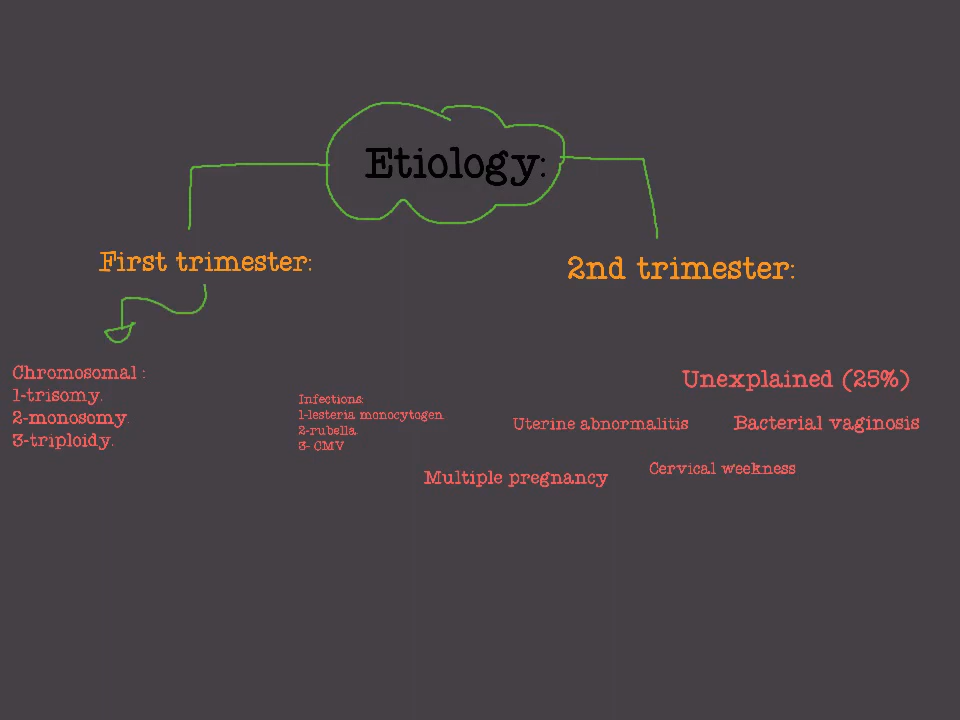 Etiology:
First trimester:
2nd trimester:
Chromosomal :
1-trisomy.
2-monosomy.
3-triploidy.
Infections:
1-lesteria monocytogen.
2-rubella.
3- CMV
Unexplained (25%)
Uterine abnormalitis
Bacterial vaginosis
Multiple pregnancy
Cervical weekness